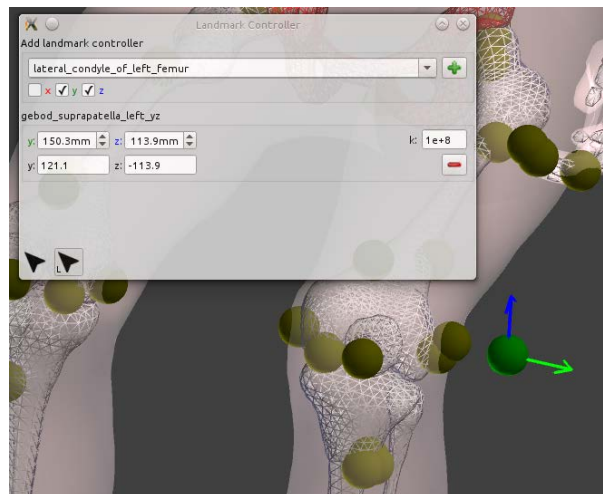 Landmark Controller
Add landmark controller
lateral_condyle_of_left_femur
x y z
gebod_suprapatella_left_yz
y: 150.3mm z: 113.9mm k: 1e+8
y: 121.1 z: -113.9
L